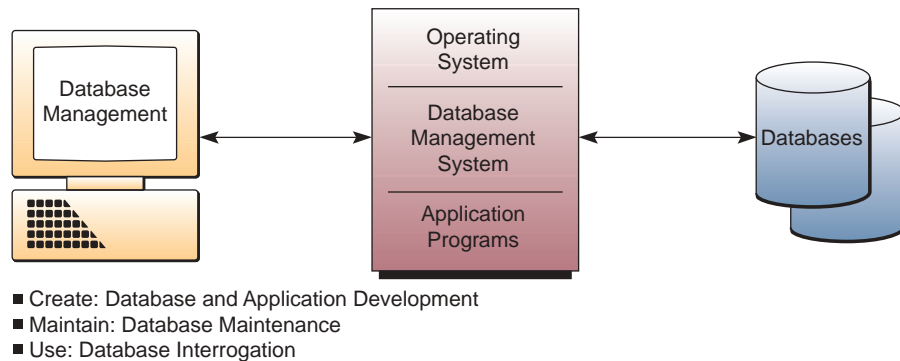 Database
Management
Operating
System
Database
Management
System
Application
Programs
Databases
■ Create: Database and Application Development
■ Maintain: Database Maintenance
■ Use: Database Interrogation